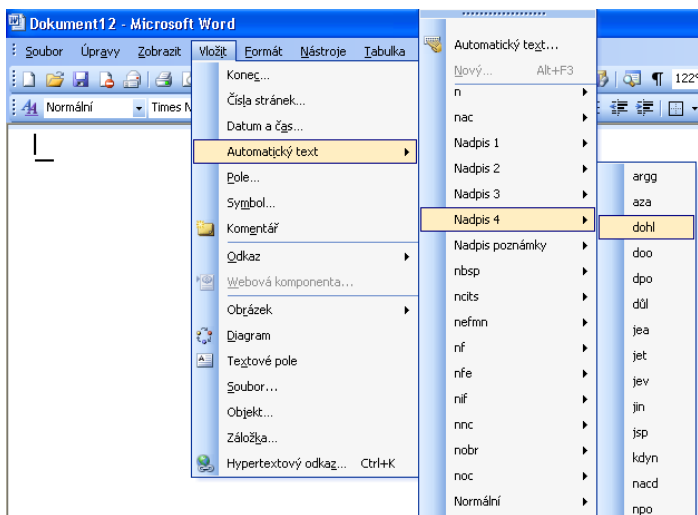 Dokument12 - Microsoft Word
Soubor Úpravy Zobrazit Vložit Formát Nástroje Tabulka
122%
Normální Times N
Konec...
Čísla stránek...
Datum a čas...
Automatický text
Pole...
Symbol...
Komentář
Odkaz
Webová komponenta...
Obrázek
Diagram
Textové pole
Soubor...
Objekt...
Záložka...
Hypertextový odkaz... Ctrl+K
Automatický text...
Nový... Alt+F3
n
nac
Nadpis 1
Nadpis 2
Nadpis 3
Nadpis 4
Nadpis poznámky
nbsp
ncits
nefmn
nf
nfe
nif
nnc
nobr
noc
Normální
argg
aza
dohl
doo
dpo
důl
jea
jet
jev
jin
jsp
kdyn
nacd
npo